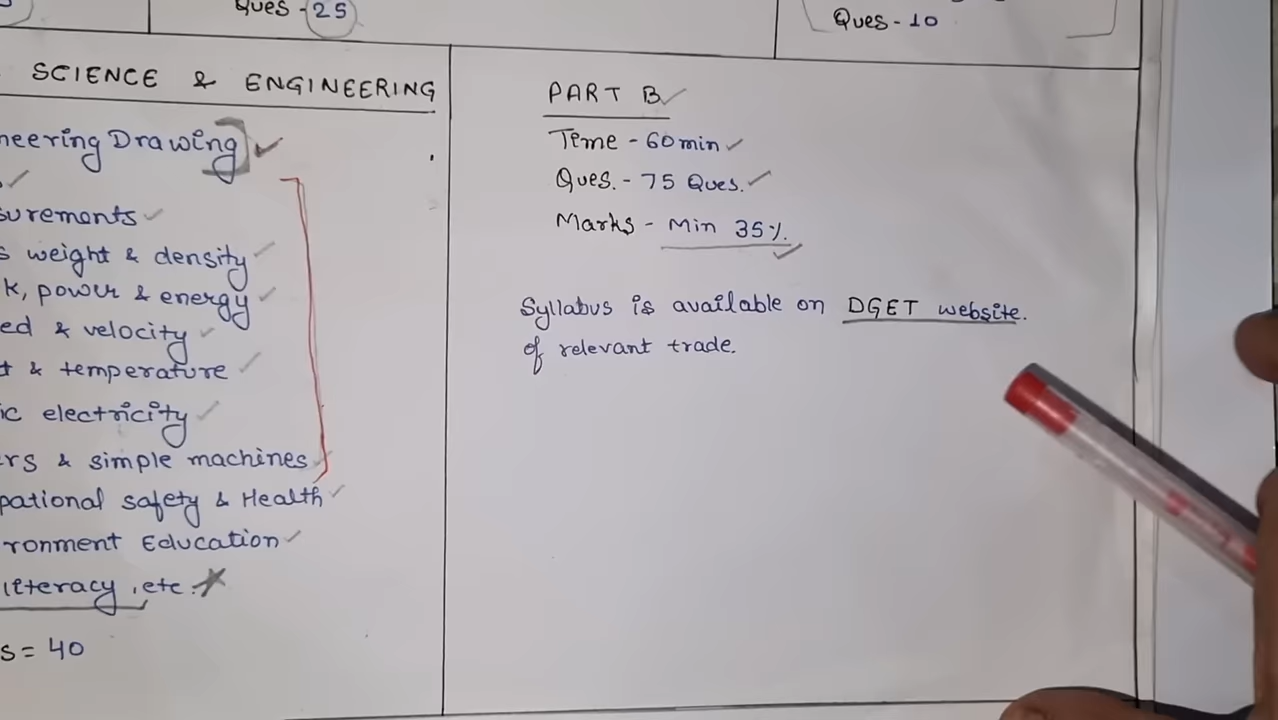 Ques - 25
Ques - 10
SCIENCE & ENGINEERING
neering Drawing
surements
s weight & density
k, power & energy
ed & velocity
t & temperature
ic electricity
ers & simple machines
pational safety & Health
ronment Education
literacy, etc.
s = 40
PART B
Time - 60 min
Ques. - 75 Ques.
Marks - Min 35%.
Syllabus is available on DGET website.
of relevant trade.